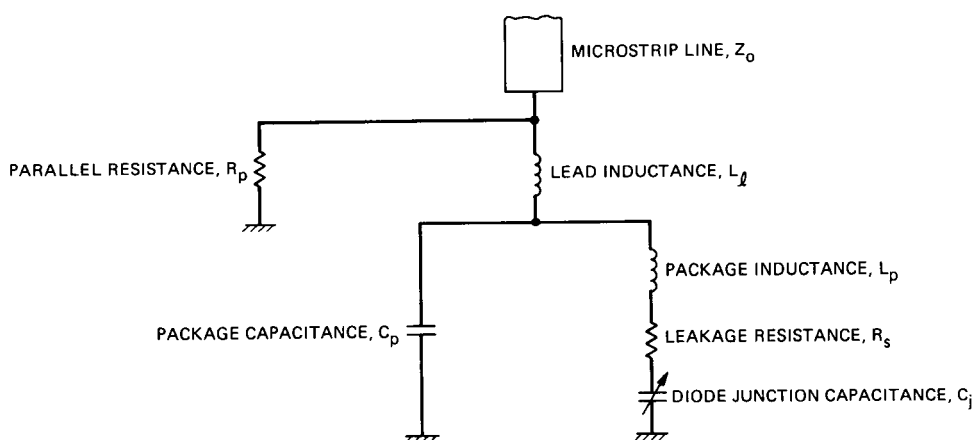 MICROSTRIP LINE, Zo
PARALLEL RESISTANCE, Rp
LEAD INDUCTANCE, Lℓ
PACKAGE INDUCTANCE, Lp
PACKAGE CAPACITANCE, Cp
LEAKAGE RESISTANCE, Rs
DIODE JUNCTION CAPACITANCE, Cj